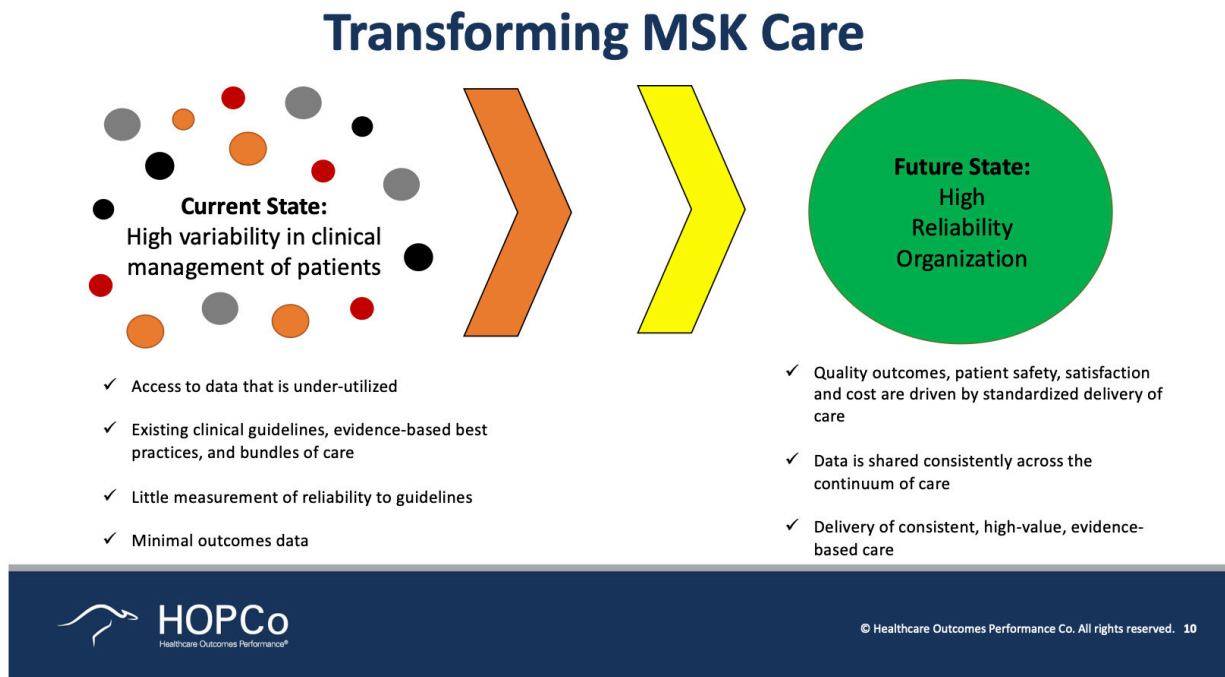 Transforming MSK Care
Current State:
High variability in clinical
management of patients
Future State:
High
Reliability
Organization
✓ Access to data that is under-utilized
✓ Existing clinical guidelines, evidence-based best
practices, and bundles of care
✓ Little measurement of reliability to guidelines
✓ Minimal outcomes data
✓ Quality outcomes, patient safety, satisfaction
and cost are driven by standardized delivery of
care
✓ Data is shared consistently across the
continuum of care
✓ Delivery of consistent, high-value, evidence-
based care
HOPCo
Healthcare Outcomes Performance®
© Healthcare Outcomes Performance Co. All rights reserved. 10